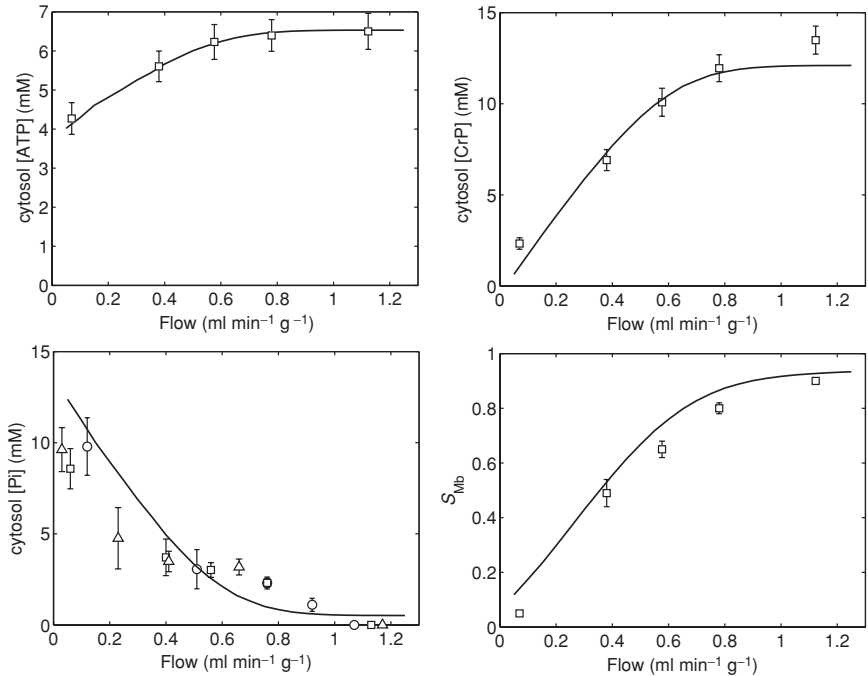 7
6
5
4
3
2
1
0
0 0.2 0.4 0.6 0.8 1 1.2
cytosol [ATP] (mM)
Flow (ml min⁻¹ g⁻¹)
15
10
5
0
0 0.2 0.4 0.6 0.8 1 1.2
cytosol [CrP] (mM)
Flow (ml min⁻¹ g⁻¹)
15
10
5
0
0 0.2 0.4 0.6 0.8 1 1.2
cytosol [Pi] (mM)
Flow (ml min⁻¹ g⁻¹)
1
0.8
0.6
0.4
0.2
0
0 0.2 0.4 0.6 0.8 1 1.2
S_Mb
Flow (ml min⁻¹ g⁻¹)